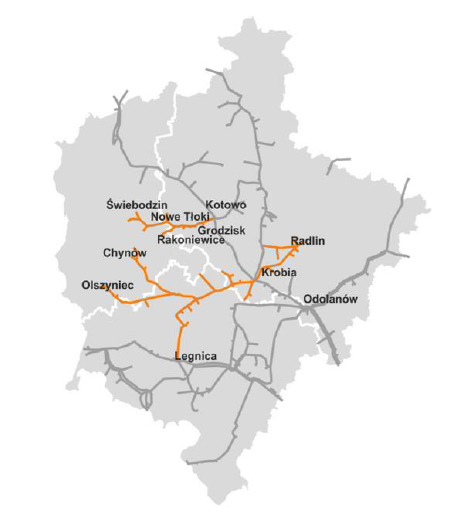 Świebodzin
Kotowo
Nowe Tłoki
Grodzisk
Rakoniewice
Radlin
Chynów
Krobia
Olszyniec
Odolanów
Legnica